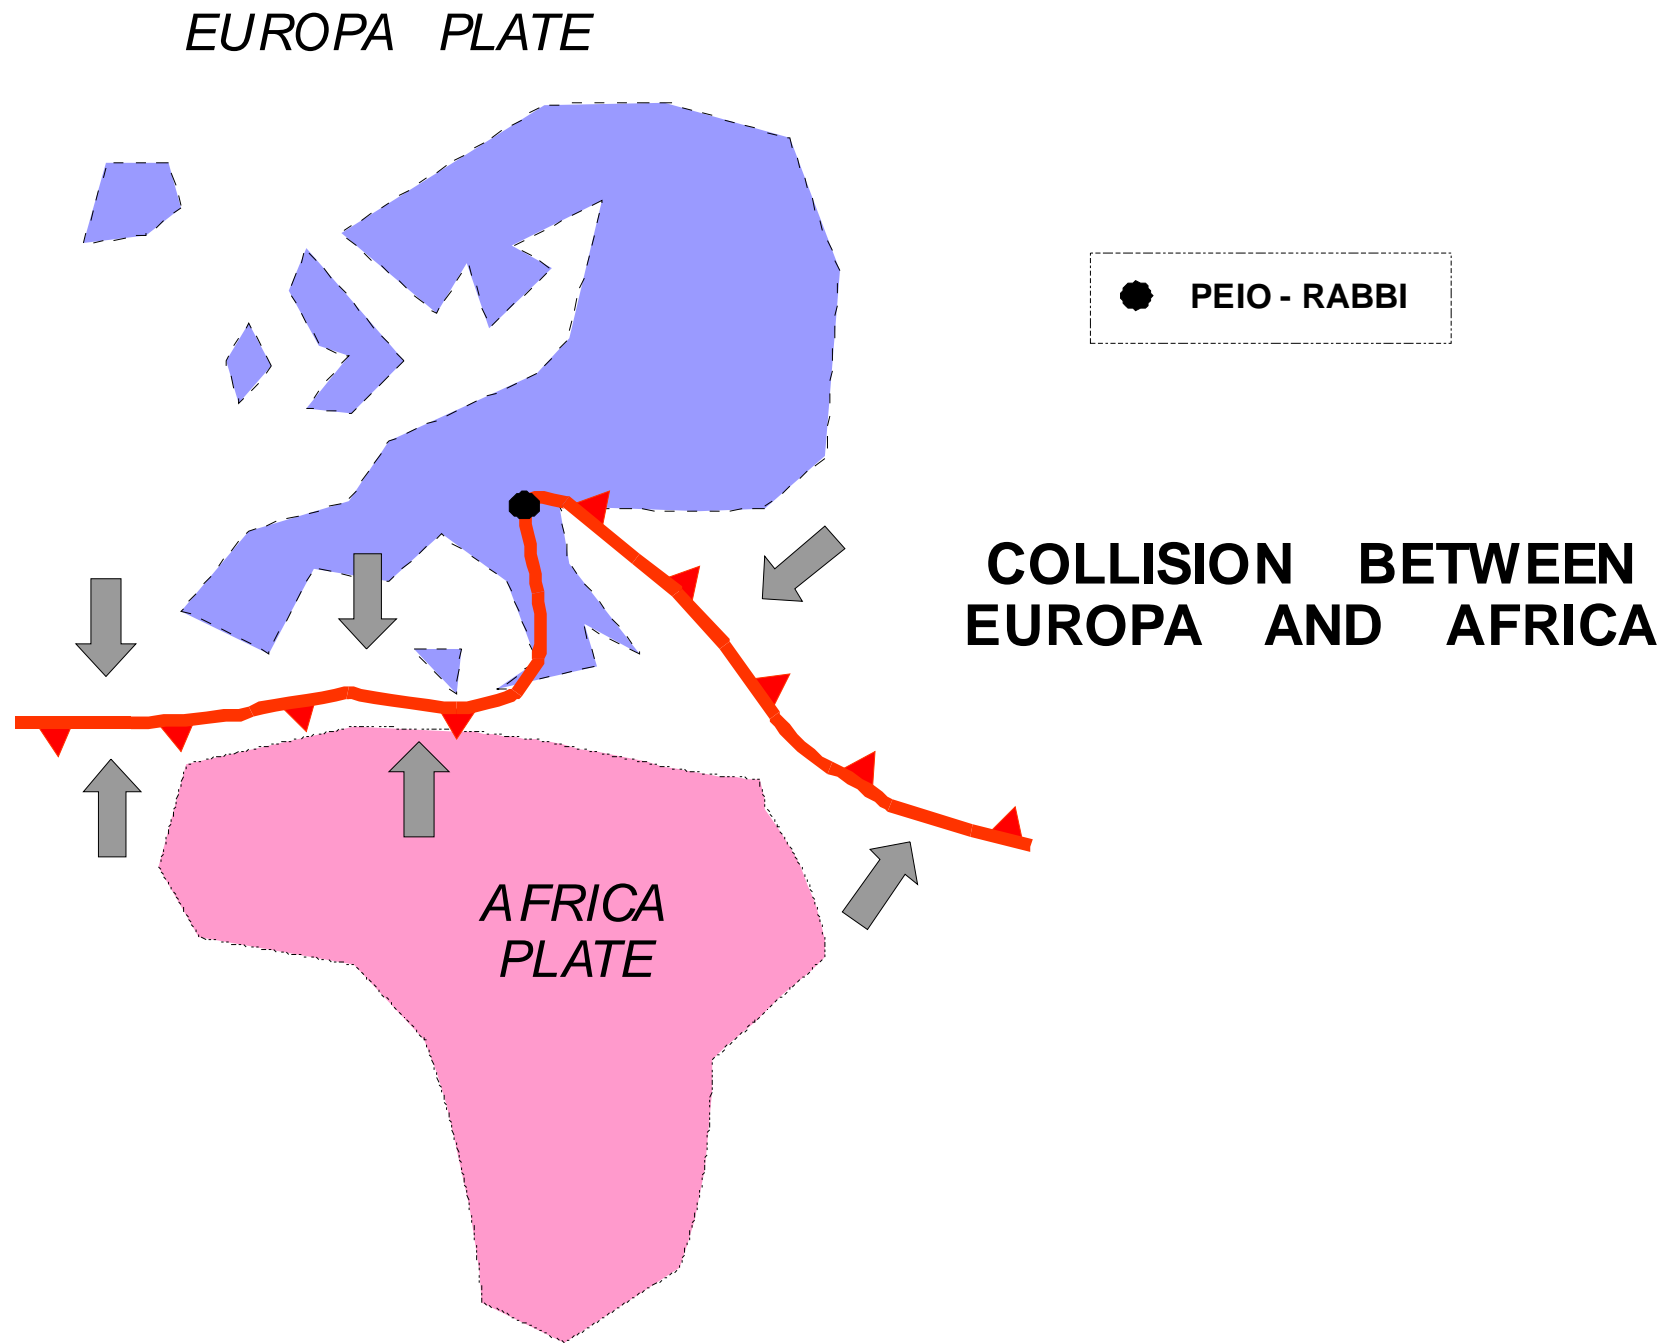 EUROPA PLATE
PEIO - RABBI
COLLISION BETWEEN
EUROPA AND AFRICA
AFRICA
PLATE